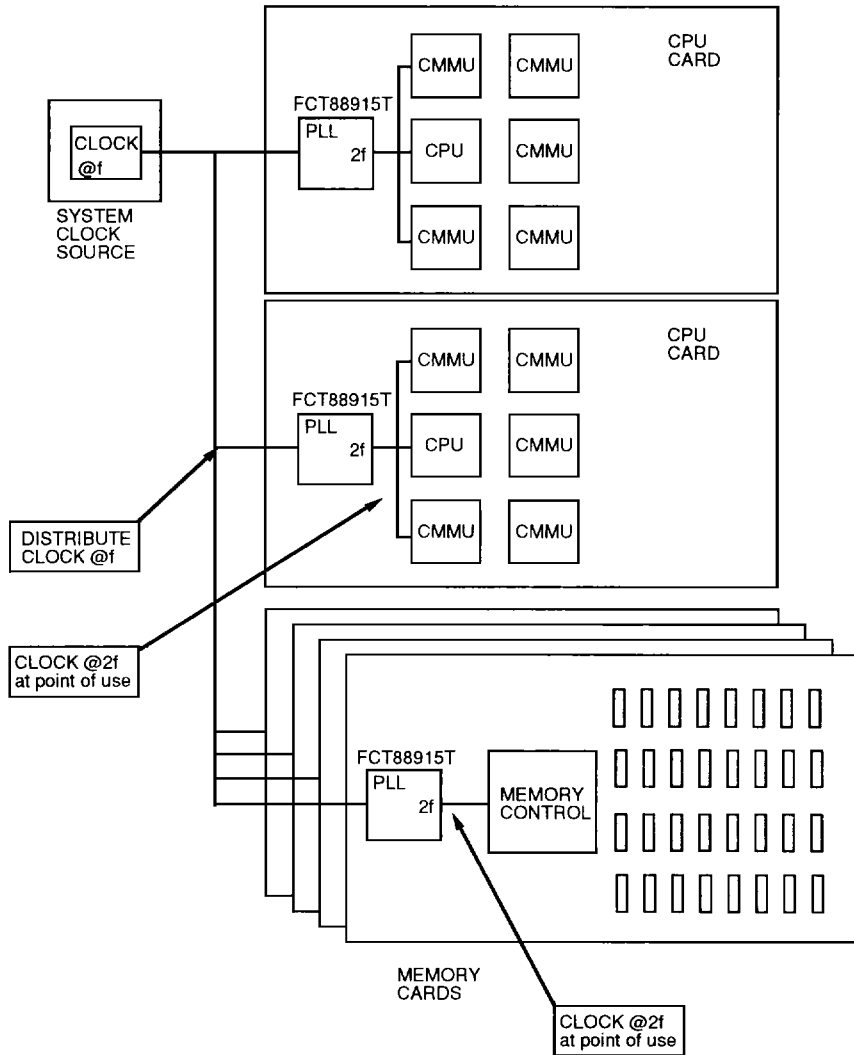 CPU
CARD
CMMU
CMMU
FCT88915T
PLL
2f
CLOCK
@f
CPU
CMMU
SYSTEM
CLOCK
SOURCE
CMMU
CMMU
CPU
CARD
CMMU
CMMU
FCT88915T
PLL
2f
CPU
CMMU
CMMU
CMMU
DISTRIBUTE
CLOCK @f
CLOCK @2f
at point of use
FCT88915T
PLL
2f
MEMORY
CONTROL
MEMORY
CARDS
CLOCK @2f
at point of use